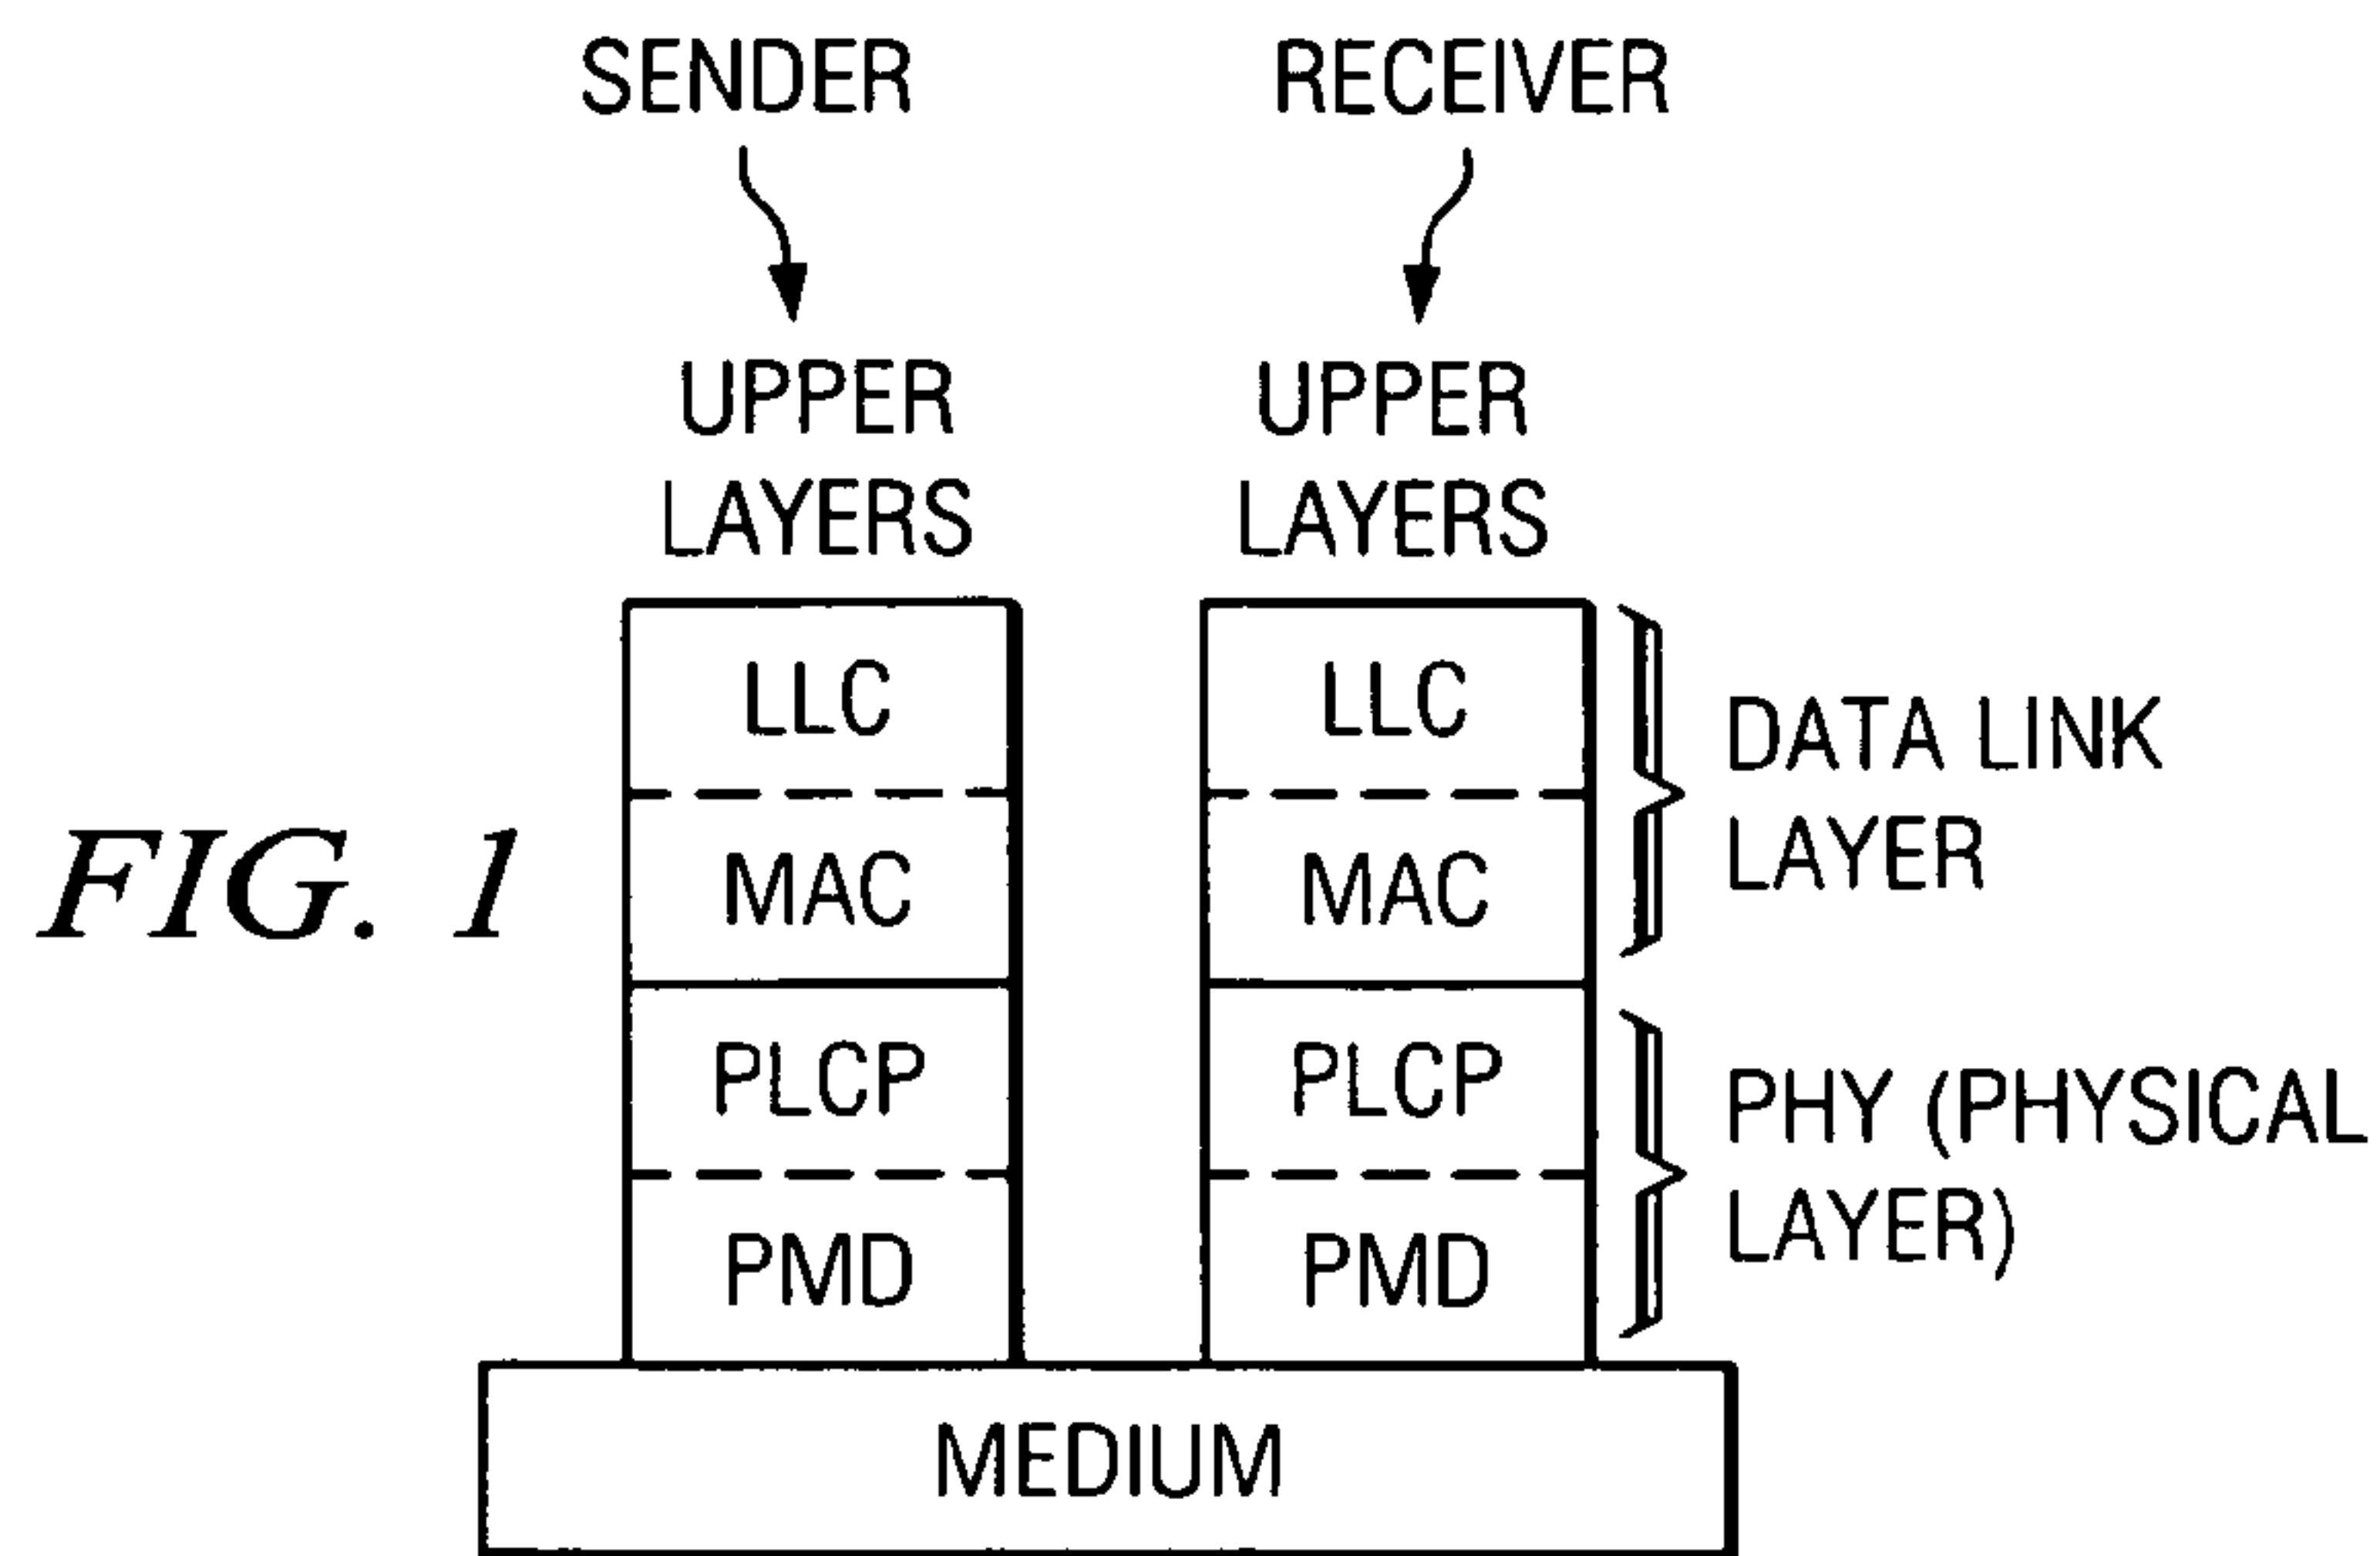 SENDER
RECEIVER
UPPER
LAYERS
UPPER
LAYERS
LLC
LLC
DATA LINK
LAYER
MAC
MAC
FIG. 1
PLCP
PLCP
PHY (PHYSICAL
LAYER)
PMD
PMD
MEDIUM